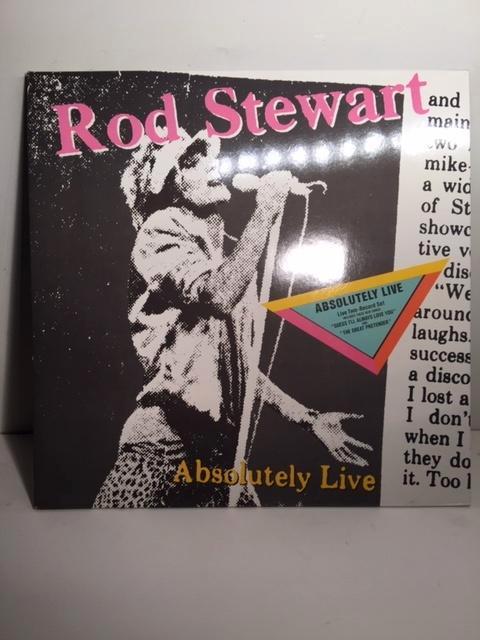 Rod Stewart
and
main
two
mike-
a wid
of St
showc
tive v
disc
"We
around
laughs.
success
a disco
I lost a
I don't
when I
they do
it. Too
ABSOLUTELY LIVE
Live Two-Record Set
"GUESS I'LL ALWAYS LOVE YOU"
"THE GREAT PRETENDER"
Absolutely Live